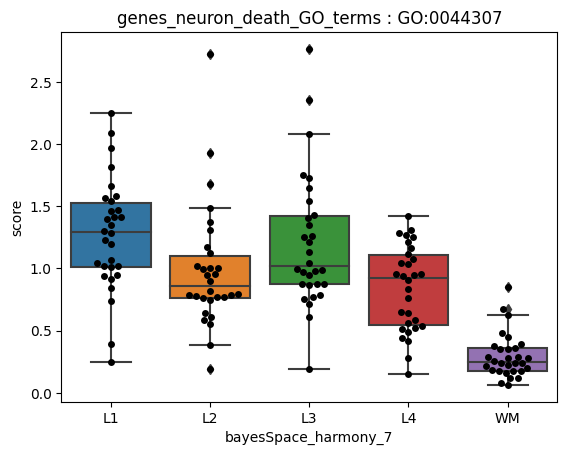 genes_neuron_death_GO_terms : GO:0044307
score
2.5
2.0
1.5
1.0
0.5
0.0
L1 L2 L3 L4 WM
bayesSpace_harmony_7